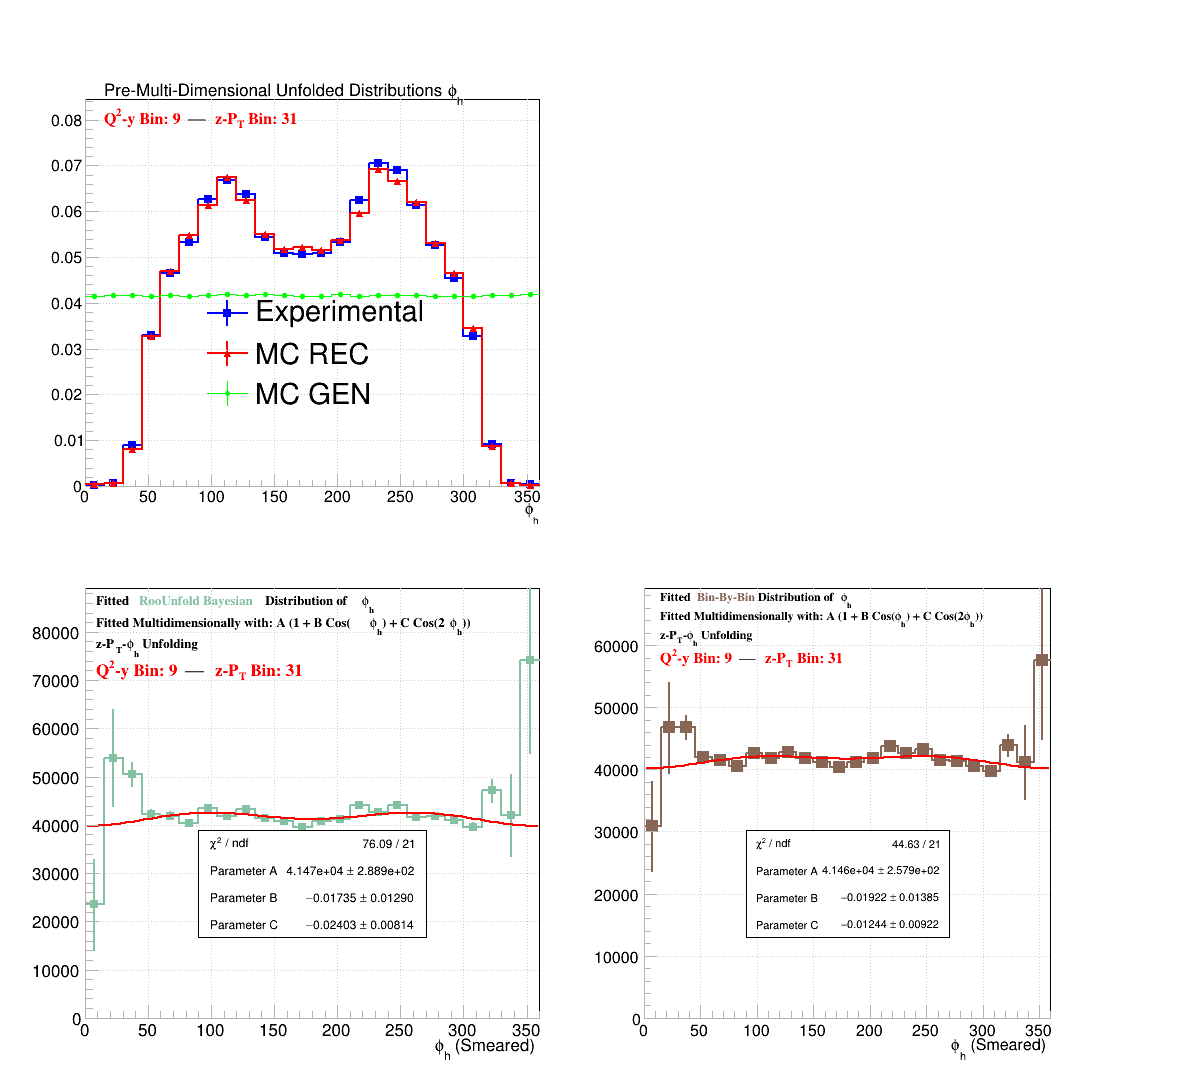 Pre-Multi-Dimensional Unfolded Distributions ϕh
Q2-y Bin: 9 — z-PT Bin: 31
0.08
0.07
0.06
0.05
0.04
0.03
0.02
0.01
0
Experimental
MC REC
MC GEN
0 50 100 150 200 250 300 350
ϕh
Fitted RooUnfold Bayesian Distribution of ϕh
Fitted Multidimensionally with: A (1 + B Cos( ϕh) + C Cos(2 ϕh))
z-PT-ϕh Unfolding
Q2-y Bin: 9 — z-PT Bin: 31
80000
70000
60000
50000
40000
30000
20000
10000
0
χ2 / ndf 76.09 / 21
Parameter A 4.147e+04 ± 2.889e+02
Parameter B −0.01735 ± 0.01290
Parameter C −0.02403 ± 0.00814
0 50 100 150 200 250 300 350
ϕh (Smeared)
Fitted Bin-By-Bin Distribution of ϕh
Fitted Multidimensionally with: A (1 + B Cos(ϕh) + C Cos(2ϕh))
z-PT-ϕh Unfolding
Q2-y Bin: 9 — z-PT Bin: 31
60000
50000
40000
30000
20000
10000
0
χ2 / ndf 44.63 / 21
Parameter A 4.146e+04 ± 2.579e+02
Parameter B −0.01922 ± 0.01385
Parameter C −0.01244 ± 0.00922
0 50 100 150 200 250 300 350
ϕh (Smeared)